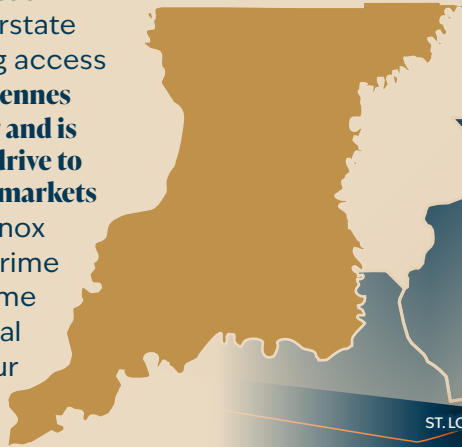 rstate
g access
ennes
and is
drive to
markets
nox
rime
me
al
ur
ST. LO